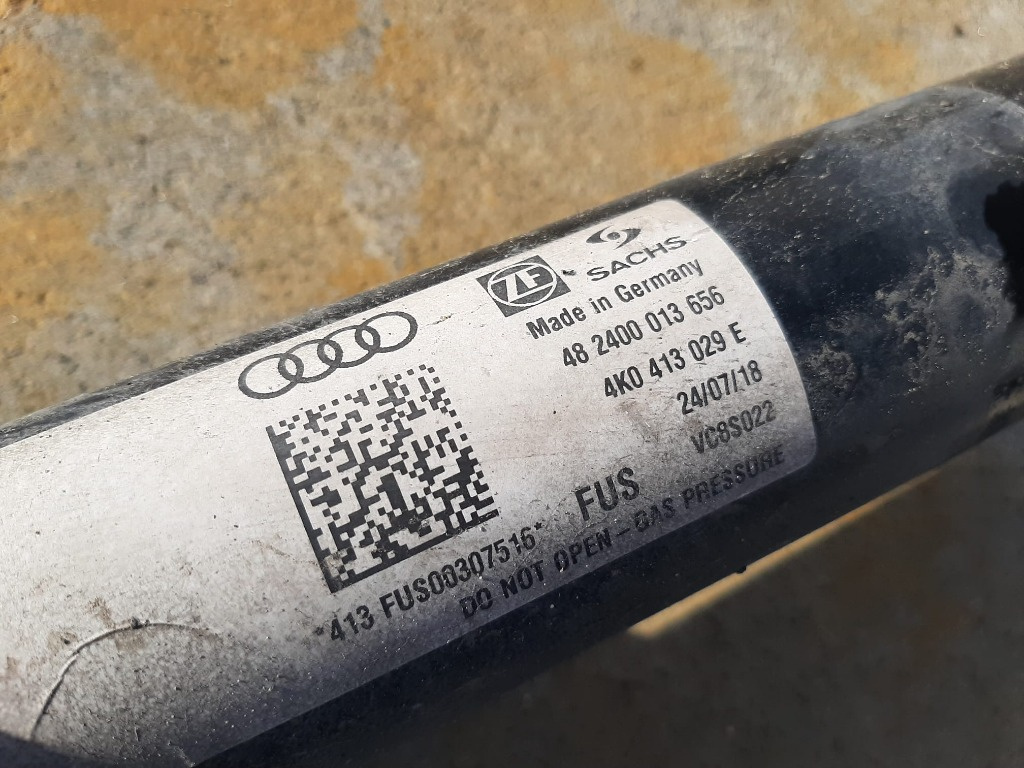 ZF SACHS
Made in Germany
48 2400 013 656
4K0 413 029 E
24/07/18
VC8S022
FUS
*413 FUS00307516*
DO NOT OPEN - GAS PRESSURE